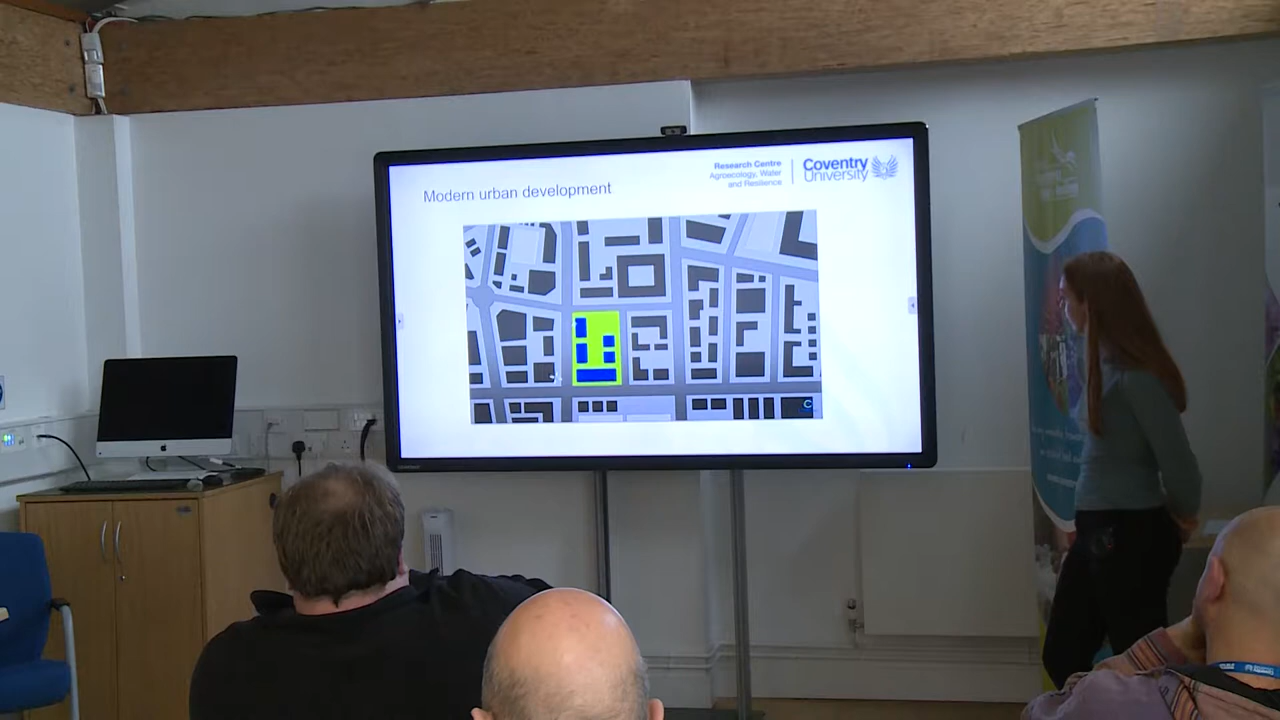 Research Centre
Agroecology, Water
and Resilience
Coventry
University
Modern urban development
C